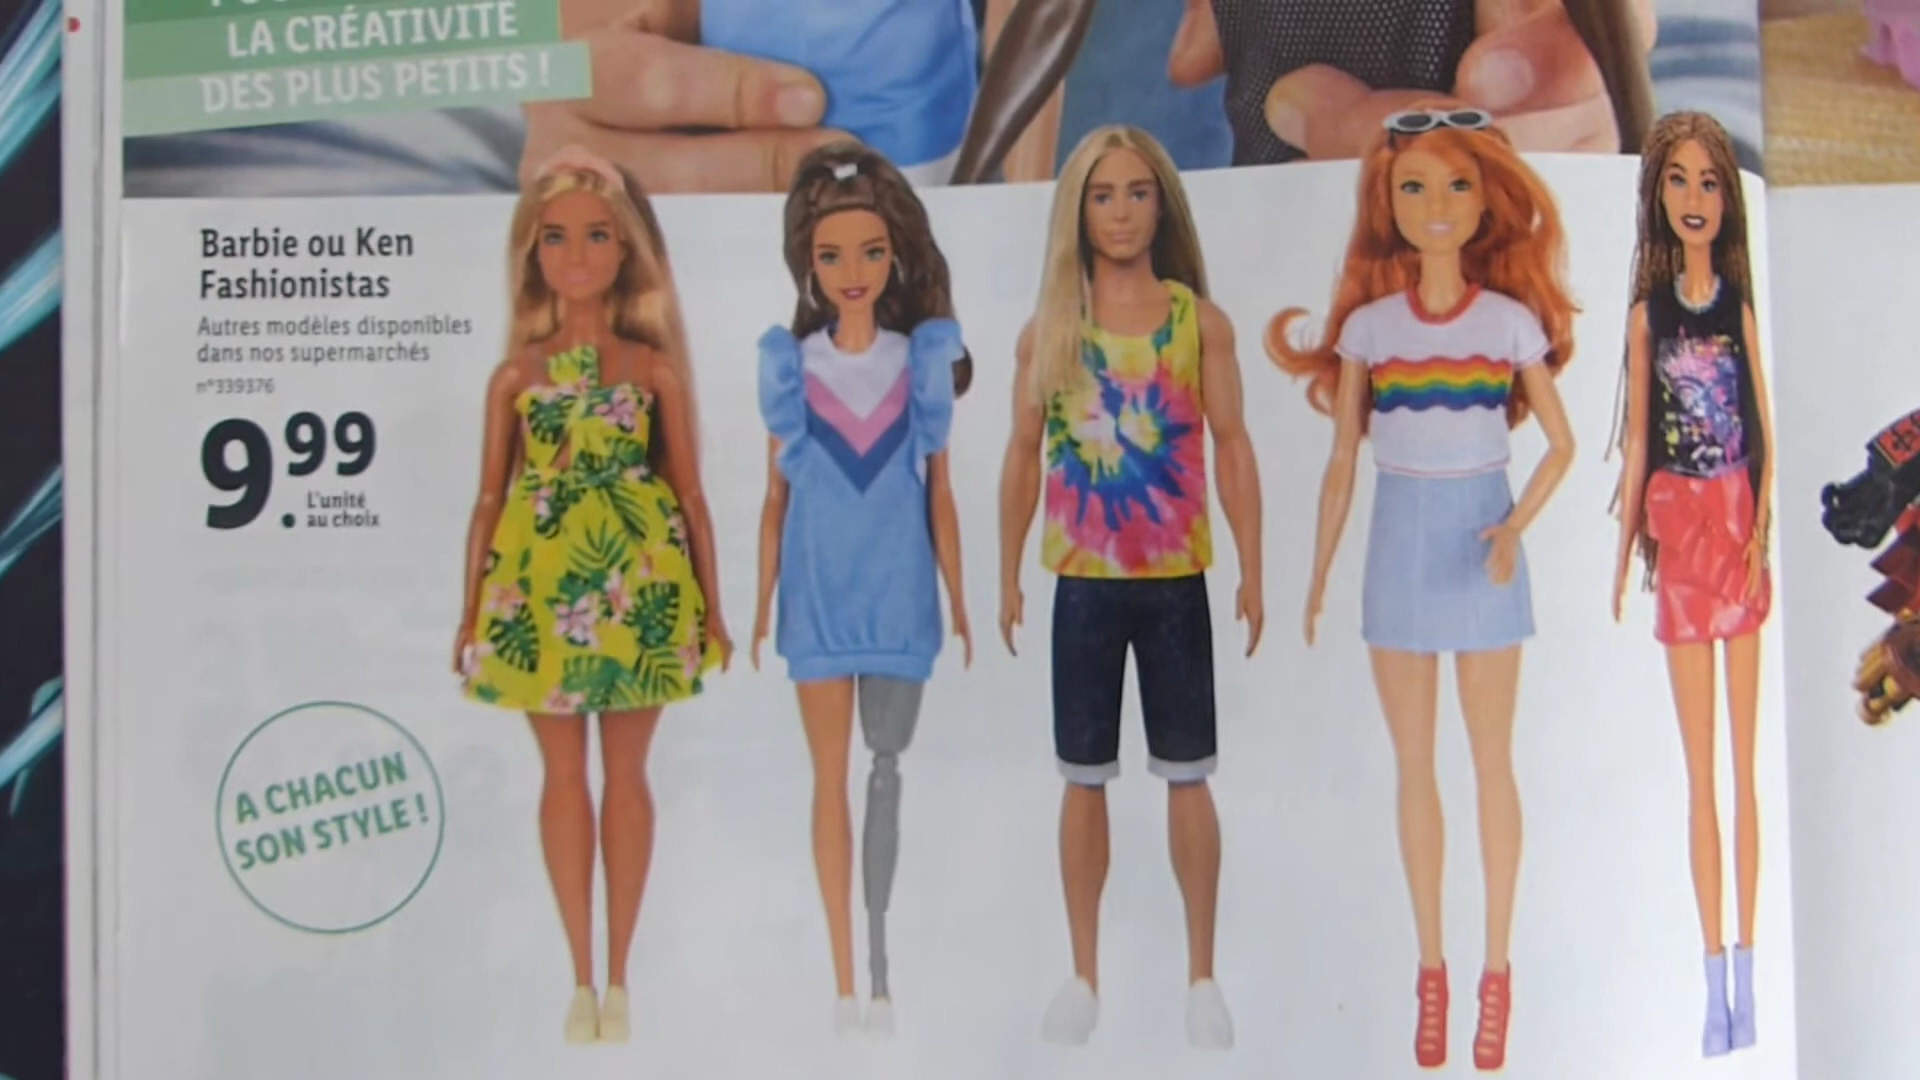 LA CRÉATIVITÉ
DES PLUS PETITS !
Barbie ou Ken
Fashionistas
Autres modèles disponibles
dans nos supermarchés
n°339376
9.99
L'unité
au choix
A CHACUN
SON STYLE !